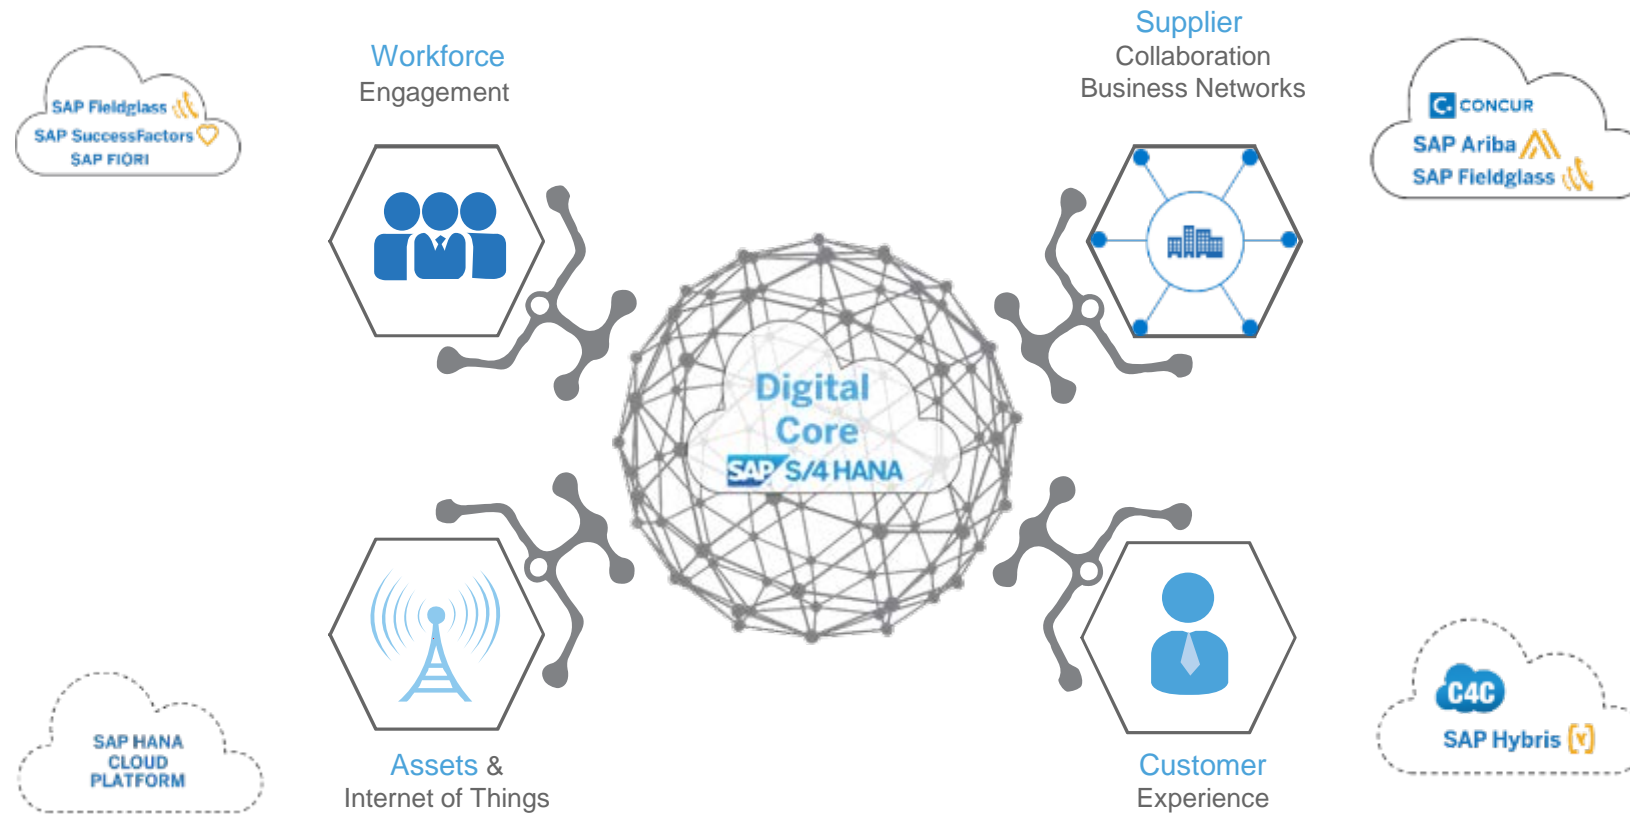 Workforce
Engagement
Supplier
Collaboration
Business Networks
SAP Fieldglass
SAP SuccessFactors
SAP FIORI
CONCUR
SAP Ariba
SAP Fieldglass
Digital
Core
SAP S/4 HANA
SAP HANA
CLOUD
PLATFORM
Assets &
Internet of Things
Customer
Experience
C4C
SAP Hybris